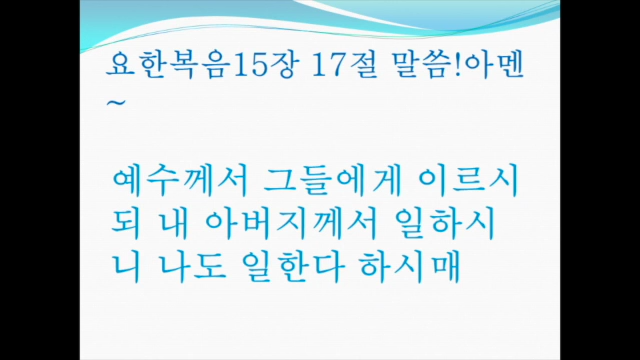 요한복음15장 17절 말씀!아멘
~
예수께서 그들에게 이르시
되 내 아버지께서 일하시
니 나도 일한다 하시매